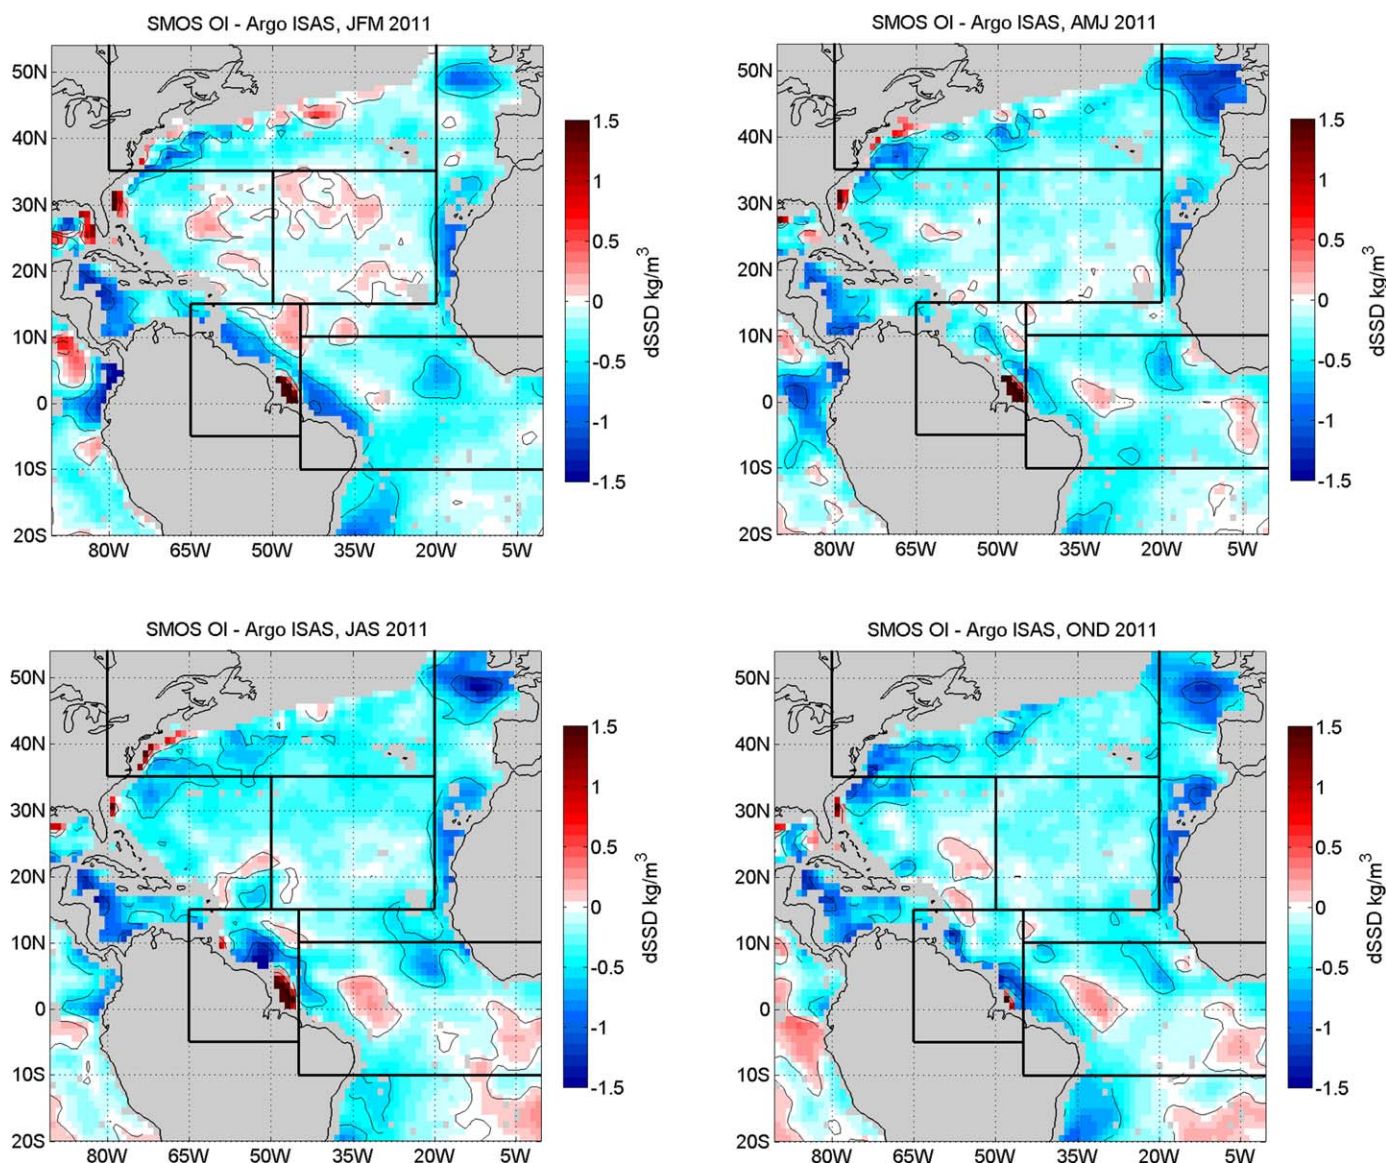 SMOS OI - Argo ISAS, JFM 2011
50N
40N
30N
20N
10N
0
10S
20S
80W 65W 50W 35W 20W 5W
1.5
1
0.5
0
-0.5
-1
-1.5
dSSD kg/m³
SMOS OI - Argo ISAS, AMJ 2011
50N
40N
30N
20N
10N
0
10S
20S
80W 65W 50W 35W 20W 5W
1.5
1
0.5
0
-0.5
-1
-1.5
dSSD kg/m³
SMOS OI - Argo ISAS, JAS 2011
50N
40N
30N
20N
10N
0
10S
20S
80W 65W 50W 35W 20W 5W
1.5
1
0.5
0
-0.5
-1
-1.5
dSSD kg/m³
SMOS OI - Argo ISAS, OND 2011
50N
40N
30N
20N
10N
0
10S
20S
80W 65W 50W 35W 20W 5W
1.5
1
0.5
0
-0.5
-1
-1.5
dSSD kg/m³